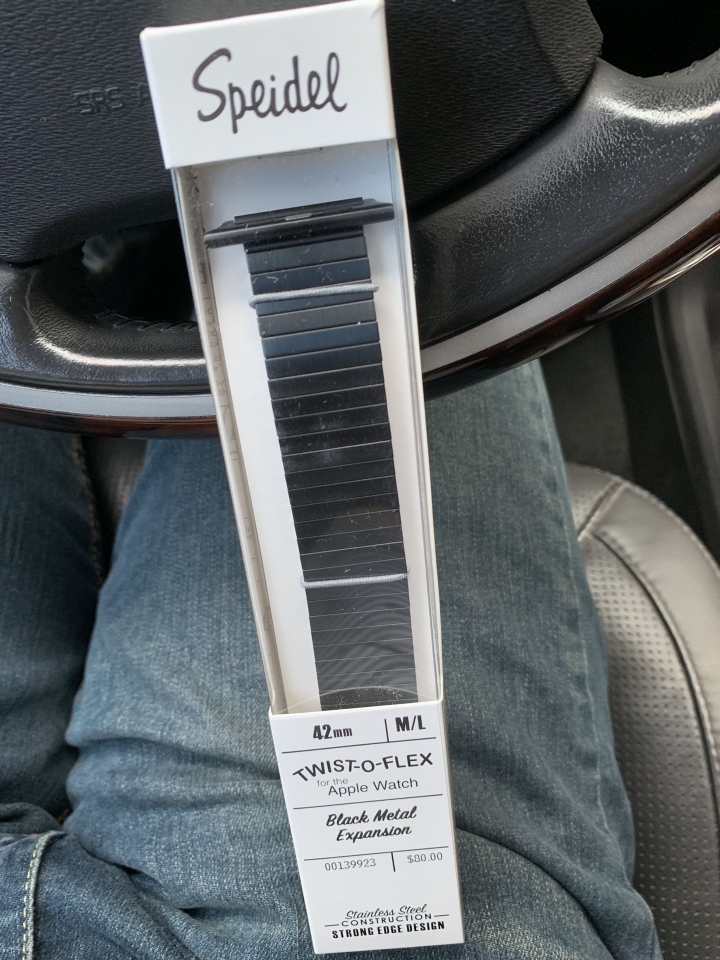 SRS A
Speidel
42mm | M/L
TWIST-O-FLEX
for the
Apple Watch
Black Metal
Expansion
00139923 | $80.00
Stainless Steel
CONSTRUCTION
STRONG EDGE DESIGN